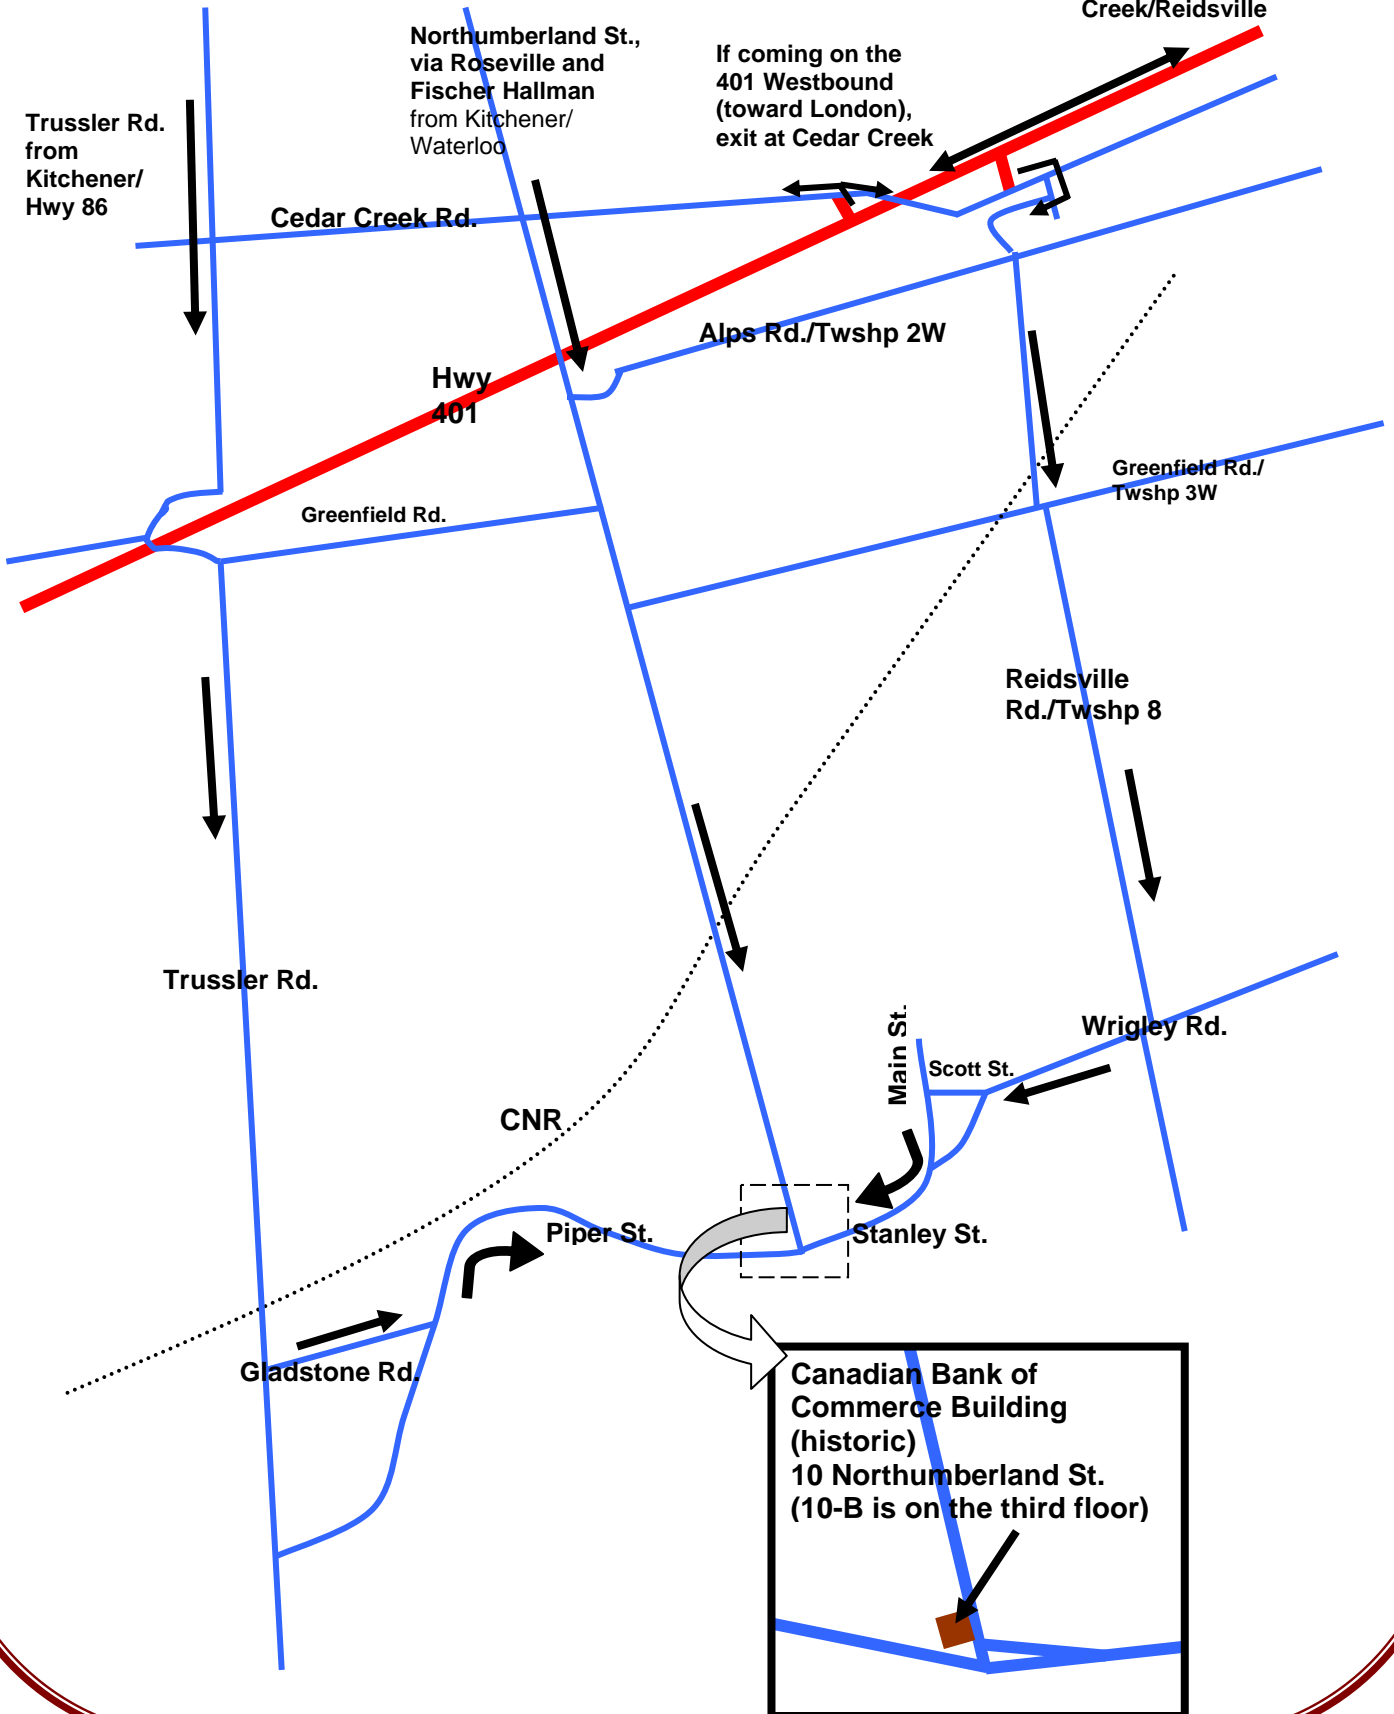 Creek/Reidsville
Northumberland St.,
via Roseville and
Fischer Hallman
from Kitchener/
Waterloo
If coming on the
401 Westbound
(toward London),
exit at Cedar Creek
Trussler Rd.
from
Kitchener/
Hwy 86
Cedar Creek Rd.
Alps Rd./Twshp 2W
Hwy
401
Greenfield Rd./
Twshp 3W
Greenfield Rd.
Reidsville
Rd./Twshp 8
Trussler Rd.
Main St.
Wrigley Rd.
Scott St.
CNR
Piper St.
Stanley St.
Gladstone Rd.
Canadian Bank of
Commerce Building
(historic)
10 Northumberland St.
(10-B is on the third floor)